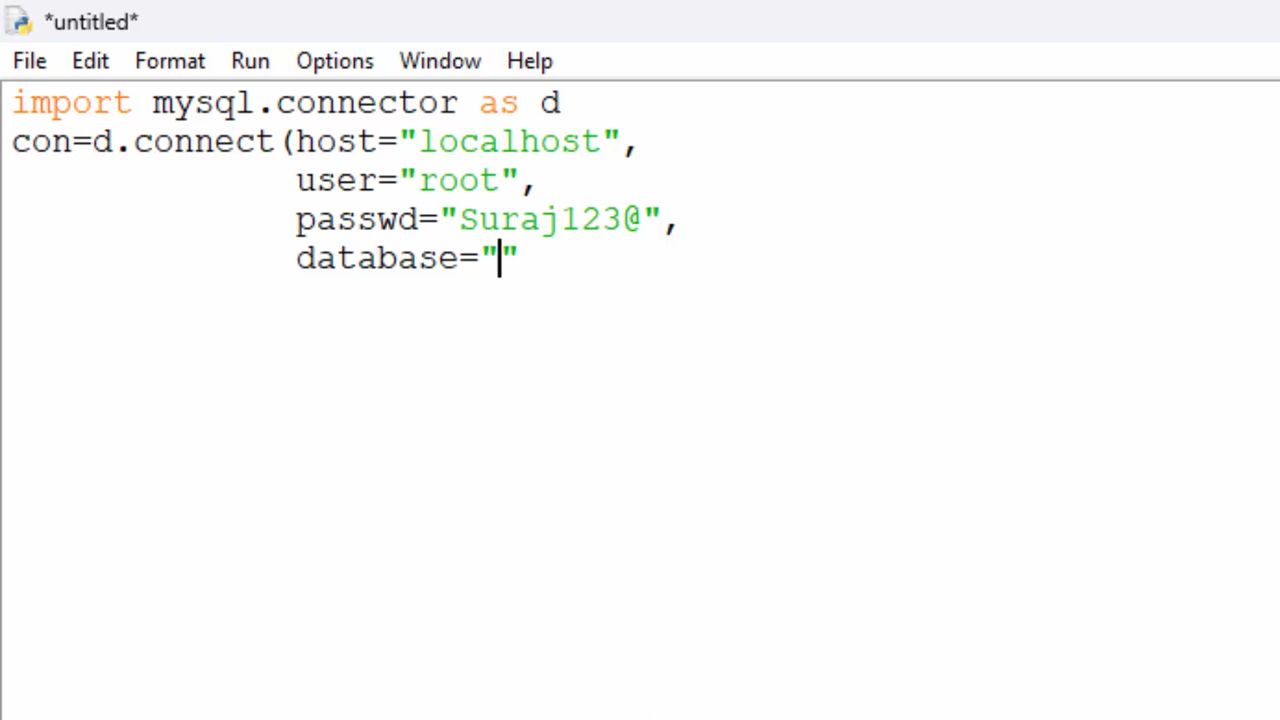 *untitled*
File Edit Format Run Options Window Help
import mysql.connector as d
con=d.connect(host="localhost",
user="root",
passwd="Suraj123@",
database=""